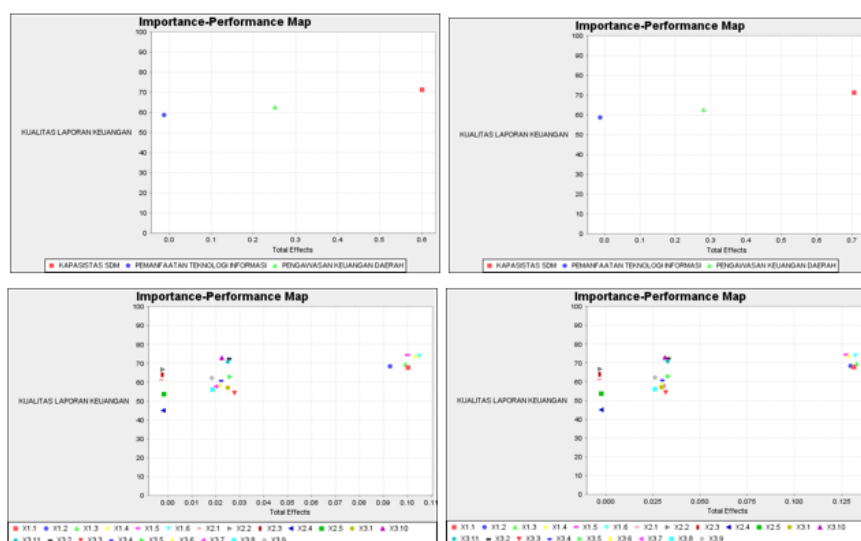 Importance-Performance Map
100
90
80
70
60
50
40
30
20
10
0
KUALITAS LAPORAN KEUANGAN
0.0 0.1 0.2 0.3 0.4 0.5 0.6
Total Effects
KAPASISTAS SDM PEMANFAATAN TEKNOLOGI INFORMASI PENGAWASAN KEUANGAN DAERAH
Importance-Performance Map
100
90
80
70
60
50
40
30
20
10
0
KUALITAS LAPORAN KEUANGAN
0.0 0.1 0.2 0.3 0.4 0.5 0.6 0.7
Total Effects
KAPASISTAS SDM PEMANFAATAN TEKNOLOGI INFORMASI PENGAWASAN KEUANGAN DAERAH
Importance-Performance Map
100
90
80
70
60
50
40
30
20
10
0
KUALITAS LAPORAN KEUANGAN
0.00 0.01 0.02 0.03 0.04 0.05 0.06 0.07 0.08 0.09 0.10 0.11
Total Effects
X1.1 X1.2 X1.3 X1.4 X1.5 X1.6 X2.1 X2.2 X2.3 X2.4 X2.5 X3.1 X3.10
X3.11 X3.2 X3.3 X3.4 X3.5 X3.6 X3.7 X3.8 X3.9
Importance-Performance Map
100
90
80
70
60
50
40
30
20
10
0
KUALITAS LAPORAN KEUANGAN
0.000 0.025 0.050 0.075 0.100 0.125
Total Effects
X1.1 X1.2 X1.3 X1.4 X1.5 X1.6 X2.1 X2.2 X2.3 X2.4 X2.5 X3.1 X3.10
X3.11 X3.2 X3.3 X3.4 X3.5 X3.6 X3.7 X3.8 X3.9